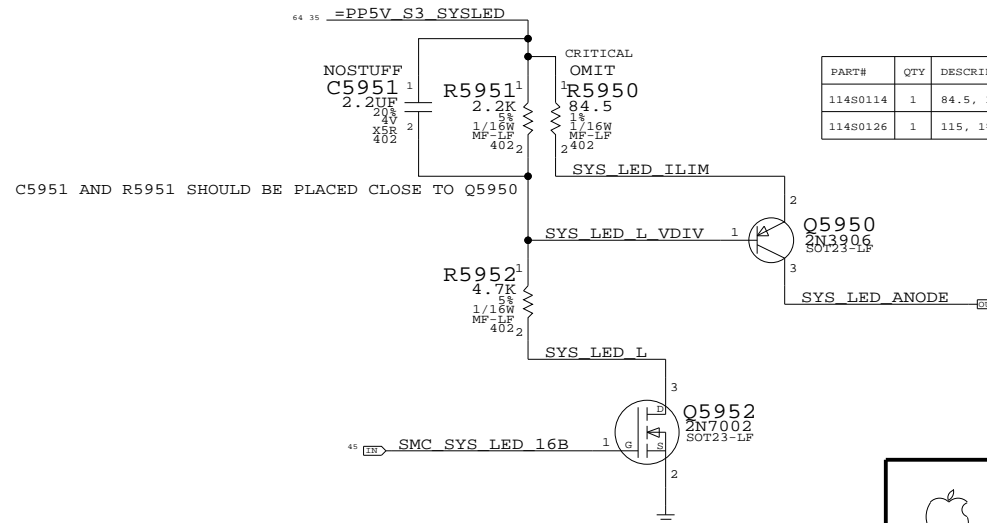 64 35 =PP5V_S3_SYSLED
CRITICAL
OMIT
NOSTUFF
C5951 1
2.2UF
20%
4V
X5R
402
2
R5951 1
2.2K
5%
1/16W
MF-LF
402 2
1 R5950
84.5
1%
1/16W
MF-LF
2 402
PART# QTY
114S0114 1 84.5,
114S0126 1 115,
SYS_LED_ILIM
C5951 AND R5951 SHOULD BE PLACED CLOSE TO Q5950
SYS_LED_L_VDIV 1
2
Q5950
2N3906
SOT23-LF
3
SYS_LED_ANODE
R5952 1
4.7K
5%
1/16W
MF-LF
402 2
SYS_LED_L
3
D
Q5952
2N7002
SOT23-LF
45 IN SMC_SYS_LED_16B 1 G S
2